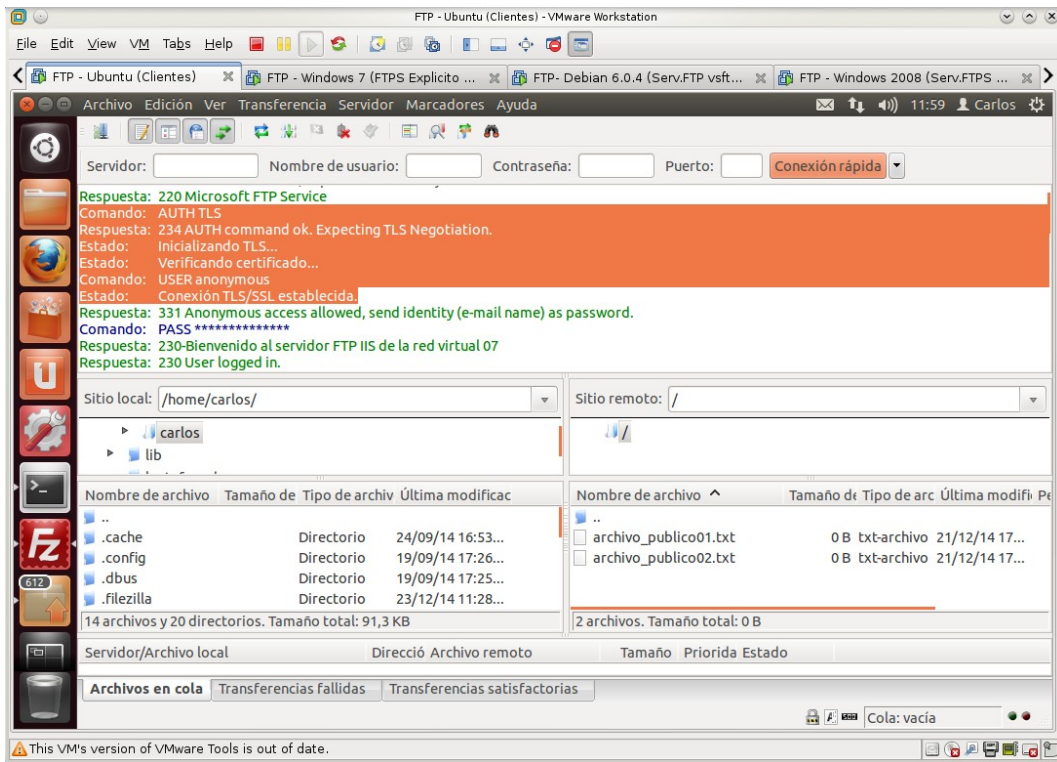 FTP - Ubuntu (Clientes) - VMware Workstation
File Edit View VM Tabs Help
FTP - Ubuntu (Clientes) FTP - Windows 7 (FTPS Explicito ... FTP- Debian 6.0.4 (Serv.FTP vsft... FTP - Windows 2008 (Serv.FTPS ...
Archivo Edición Ver Transferencia Servidor Marcadores Ayuda 11:59 Carlos
Servidor: Nombre de usuario: Contraseña: Puerto: Conexión rápida
Respuesta: 220 Microsoft FTP Service
Comando: AUTH TLS
Respuesta: 234 AUTH command ok. Expecting TLS Negotiation.
Estado: Inicializando TLS...
Estado: Verificando certificado...
Comando: USER anonymous
Estado: Conexión TLS/SSL establecida.
Respuesta: 331 Anonymous access allowed, send identity (e-mail name) as password.
Comando: PASS **************
Respuesta: 230-Bienvenido al servidor FTP IIS de la red virtual 07
Respuesta: 230 User logged in.
Sitio local: /home/carlos/ Sitio remoto: /
carlos /
lib
Nombre de archivo Tamaño de Tipo de archiv Última modificac Nombre de archivo Tamaño de Tipo de arc Última modifi Pe
.. ..
.cache Directorio 24/09/14 16:53... archivo_publico01.txt 0 B txt-archivo 21/12/14 17...
.config Directorio 19/09/14 17:26... archivo_publico02.txt 0 B txt-archivo 21/12/14 17...
.dbus Directorio 19/09/14 17:25...
.filezilla Directorio 23/12/14 11:28...
612
14 archivos y 20 directorios. Tamaño total: 91,3 KB 2 archivos. Tamaño total: 0 B
Servidor/Archivo local Direcció Archivo remoto Tamaño Priorida Estado
Archivos en cola Transferencias fallidas Transferencias satisfactorias
Cola: vacía
This VM's version of VMware Tools is out of date.